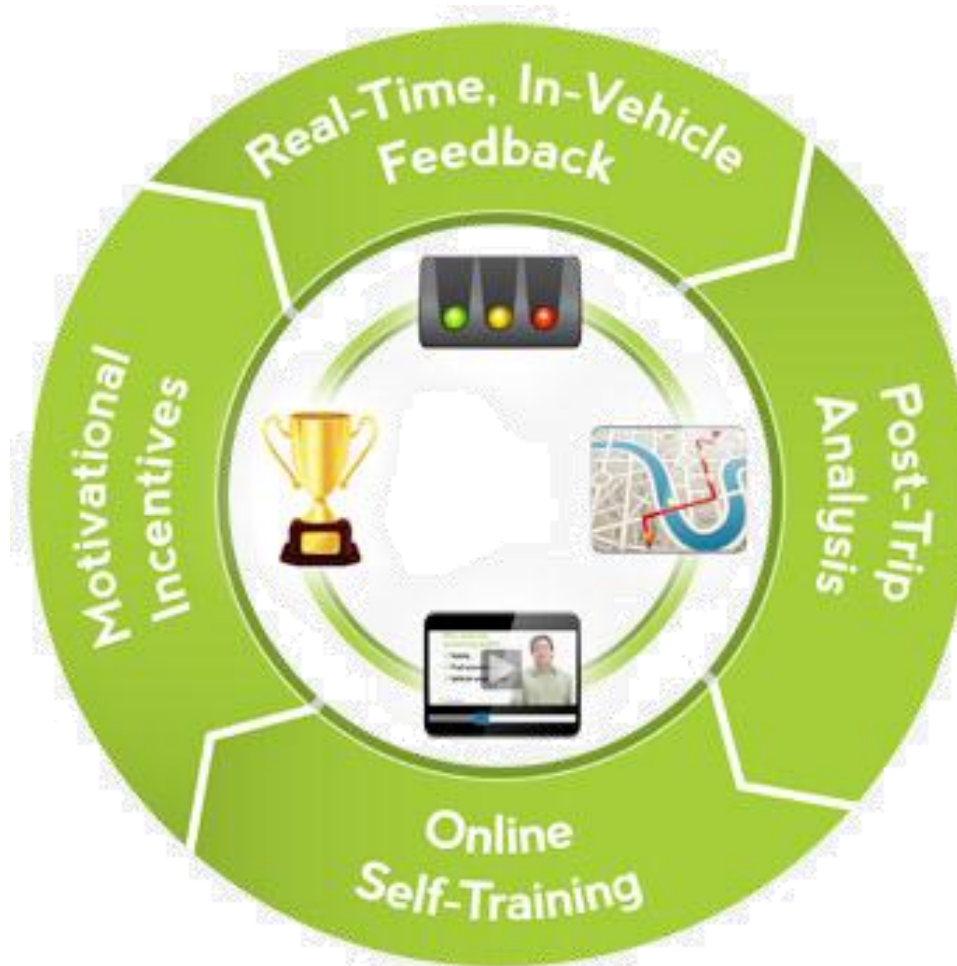 Real-Time, In-Vehicle
Feedback
Post-Trip
Analysis
Online
Self-Training
Motivational
Incentives